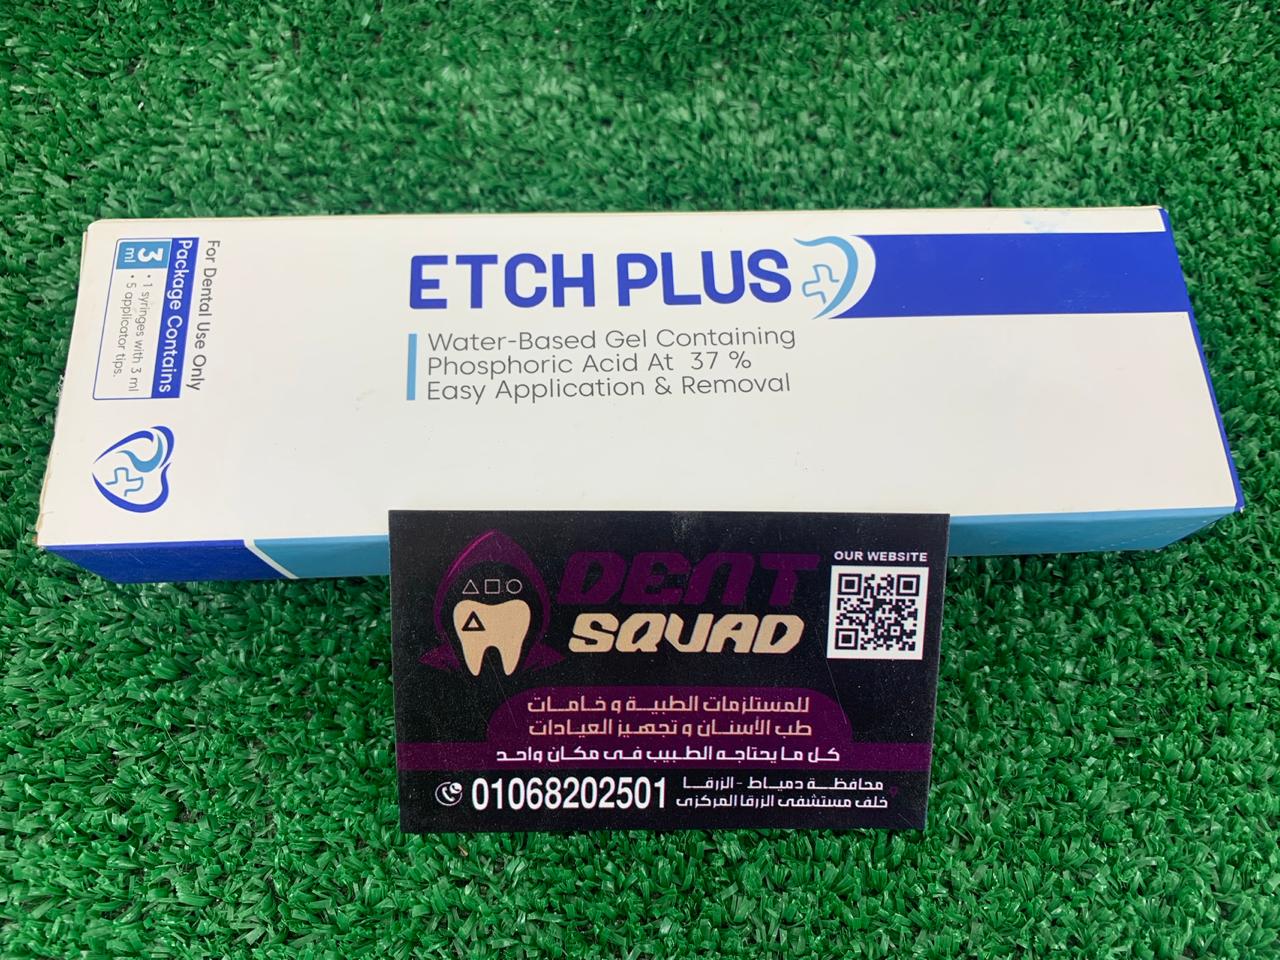 ETCH PLUS
Water-Based Gel Containing
Phosphoric Acid At 37 %
Easy Application & Removal
For Dental Use Only
Package Contains
3 ml
• 1 syringes with 3 ml
• 5 applicator tips.
DENT
SQUAD
OUR WEBSITE
للمستلزمات الطبية و خامات
طب الأسنان و تجهيز العيادات
كل ما يحتاجه الطبيب فى مكان واحد
محافظة دمياط - الزرقا
خلف مستشفى الزرقا المركزى
01068202501